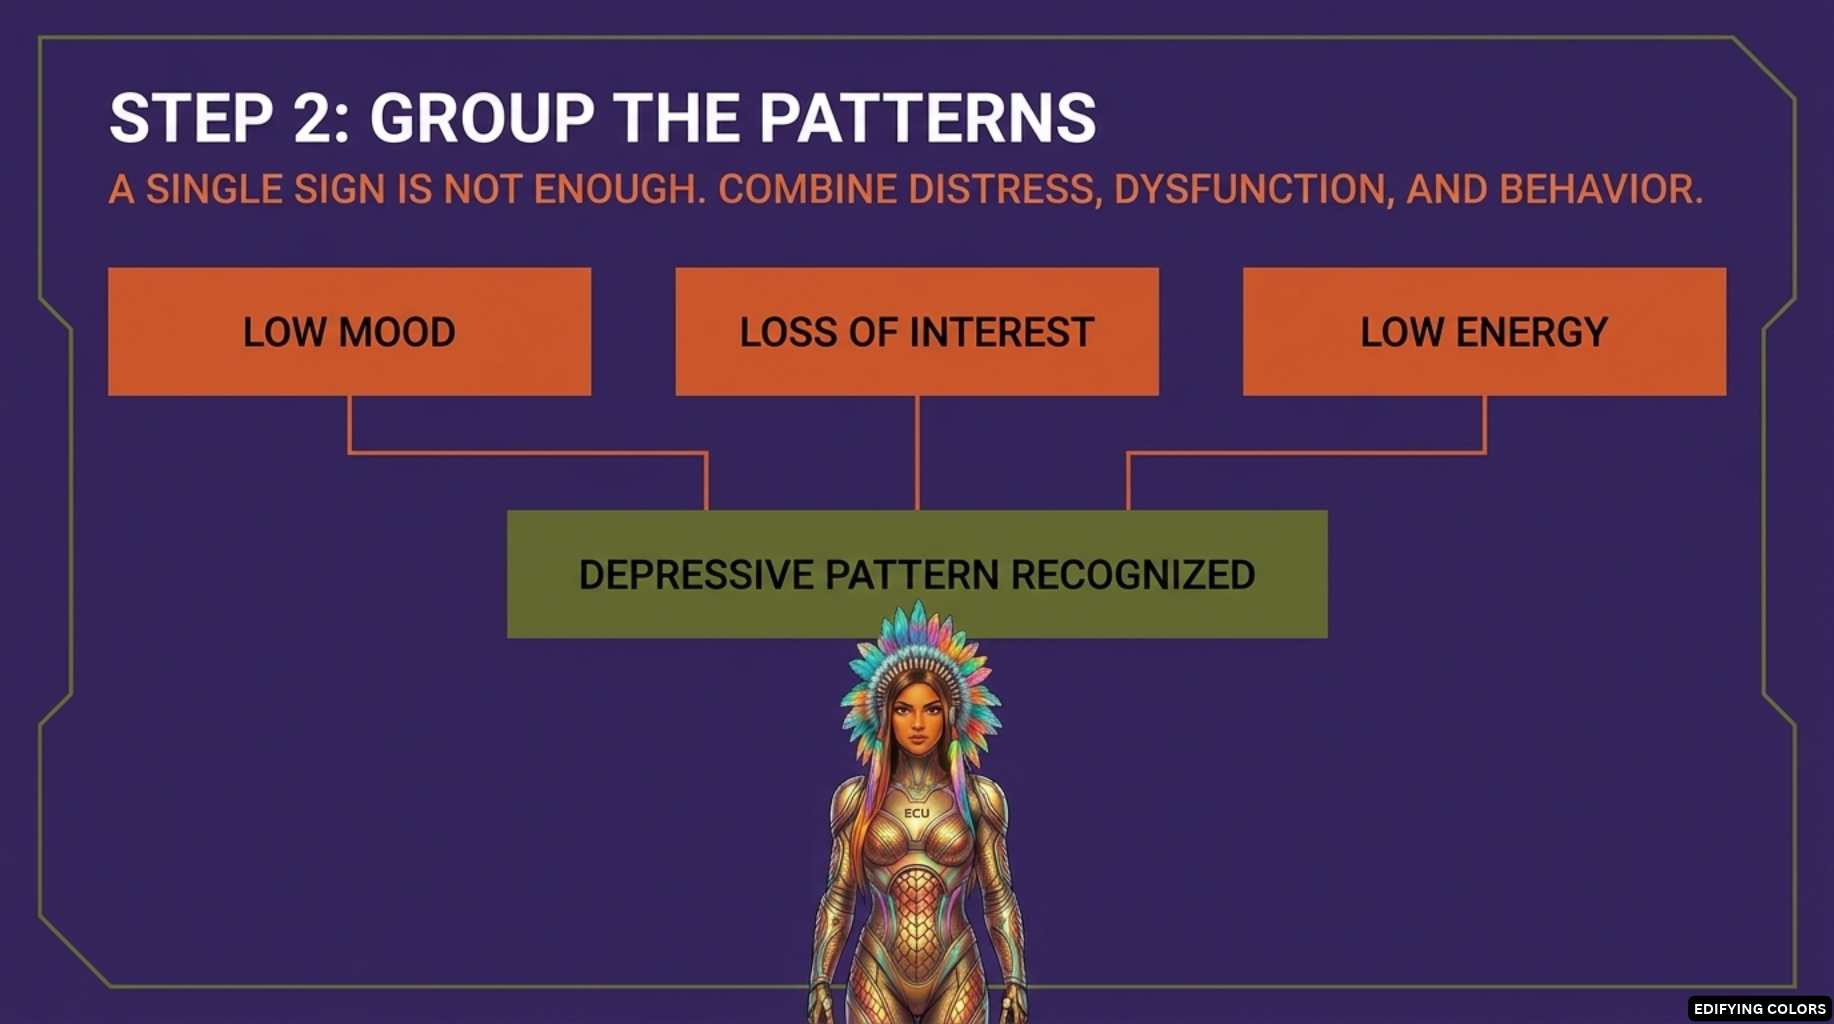 STEP 2: GROUP THE PATTERNS
A SINGLE SIGN IS NOT ENOUGH. COMBINE DISTRESS, DYSFUNCTION, AND BEHAVIOR.
LOW MOOD
LOSS OF INTEREST
LOW ENERGY
DEPRESSIVE PATTERN RECOGNIZED
ECU
EDIFYING COLORS